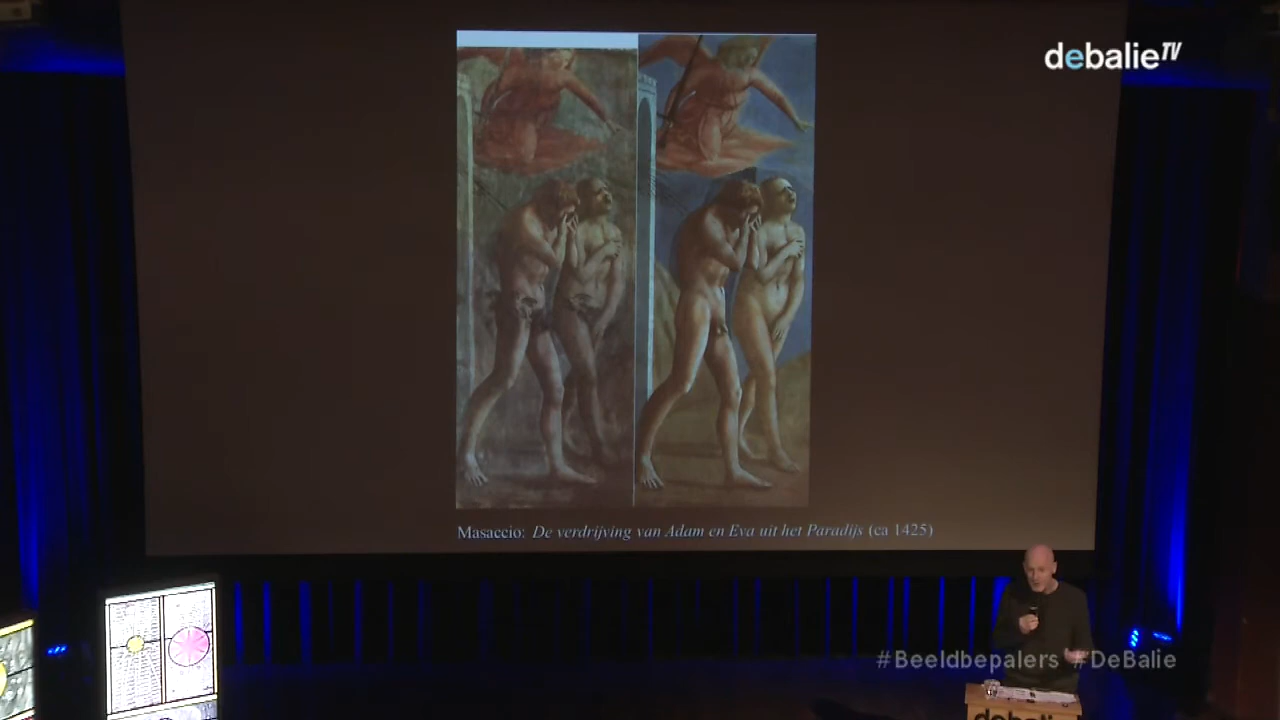 debalieTV
Masaccio: De verdrijving van Adam en Eva uit het Paradijs (ca 1425)
#Beeldbepalers #DeBalie
debalie